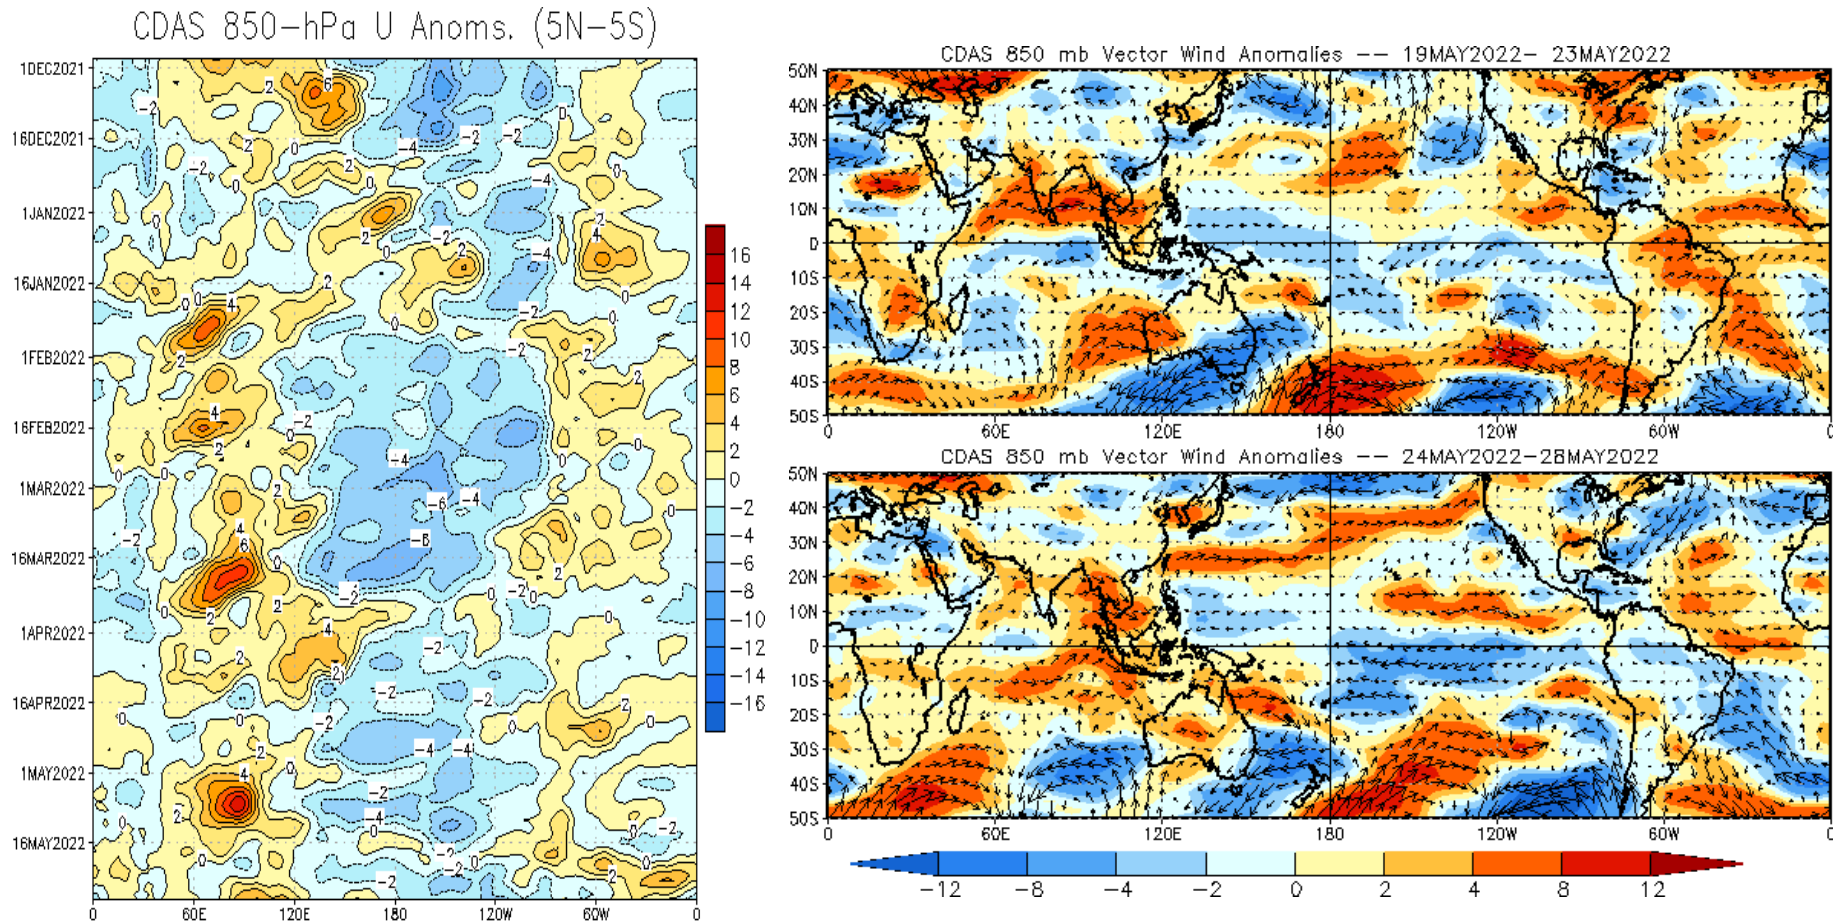 CDAS 850-hPa U Anoms. (5N-5S)
1DEC2021
16DEC2021
1JAN2022
16JAN2022
1FEB2022
16FEB2022
1MAR2022
16MAR2022
1APR2022
16APR2022
1MAY2022
16MAY2022
0 60E 120E 180 120W 60W 0
16
14
12
10
8
6
4
2
0
-2
-4
-6
-8
-10
-12
-14
-16
CDAS 850 mb Vector Wind Anomalies -- 19MAY2022- 23MAY2022
50N
40N
30N
20N
10N
0
10S
20S
30S
40S
50S
0 60E 120E 180 120W 60W 0
CDAS 850 mb Vector Wind Anomalies -- 24MAY2022-28MAY2022
50N
40N
30N
20N
10N
0
10S
20S
30S
40S
50S
0 60E 120E 180 120W 60W 0
-12 -8 -4 -2 0 2 4 8 12